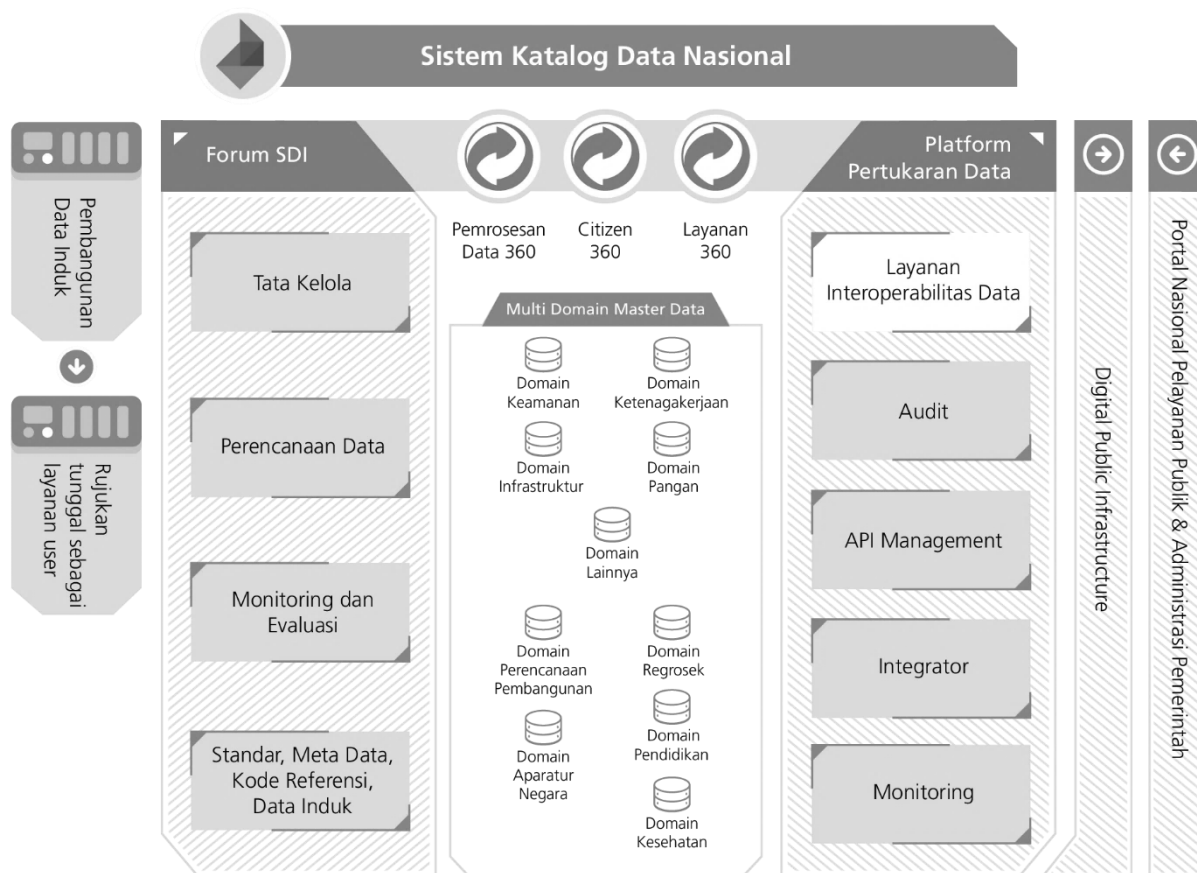 Sistem Katalog Data Nasional
Pembangunan
Data Induk
Rujukan
tunggal sebagai
layanan user
Forum SDI
Tata Kelola
Perencanaan Data
Monitoring dan
Evaluasi
Standar, Meta Data,
Kode Referensi,
Data Induk
Pemrosesan
Data 360
Citizen
360
Layanan
360
Multi Domain Master Data
Domain
Keamanan
Domain
Ketenagakerjaan
Domain
Infrastruktur
Domain
Pangan
Domain
Lainnya
Domain
Perencanaan
Pembangunan
Domain
Regrosek
Domain
Aparatur
Negara
Domain
Pendidikan
Domain
Kesehatan
Platform
Pertukaran Data
Layanan
Interoperabilitas Data
Audit
API Management
Integrator
Monitoring
Digital Public Infrastructure
Portal Nasional Pelayanan Publik & Administrasi Pemerintah